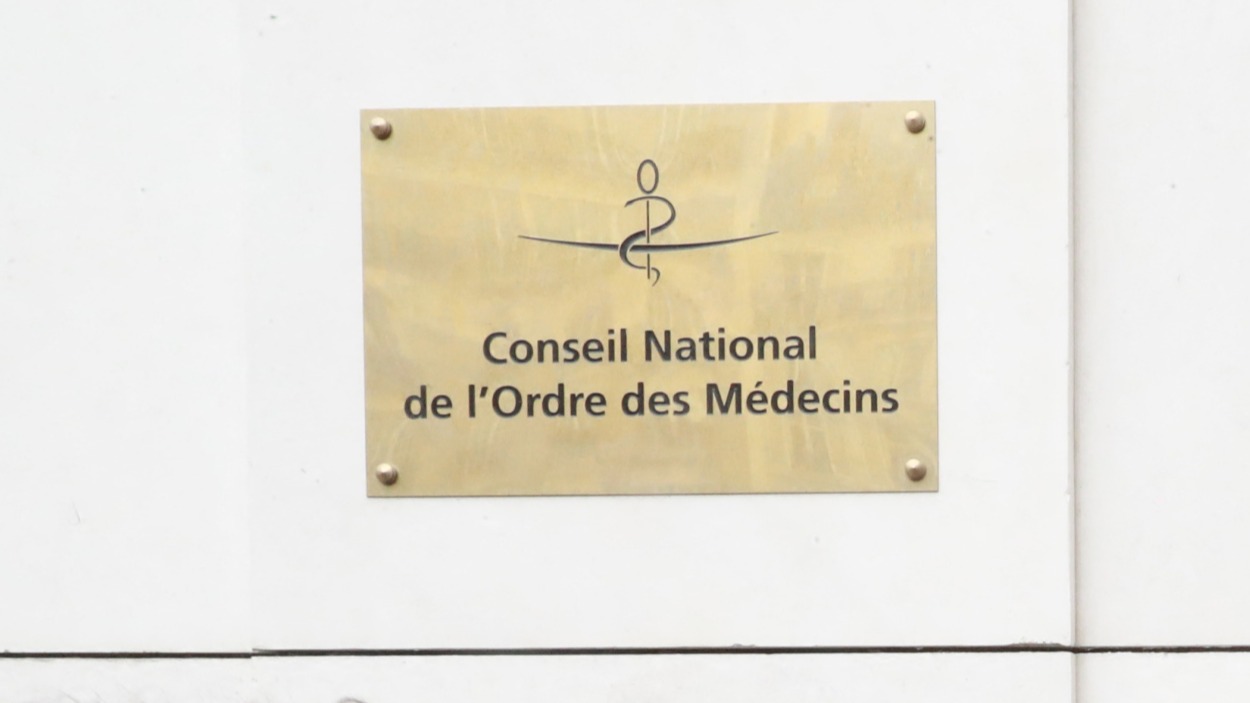 Conseil National
de l'Ordre des Médecins